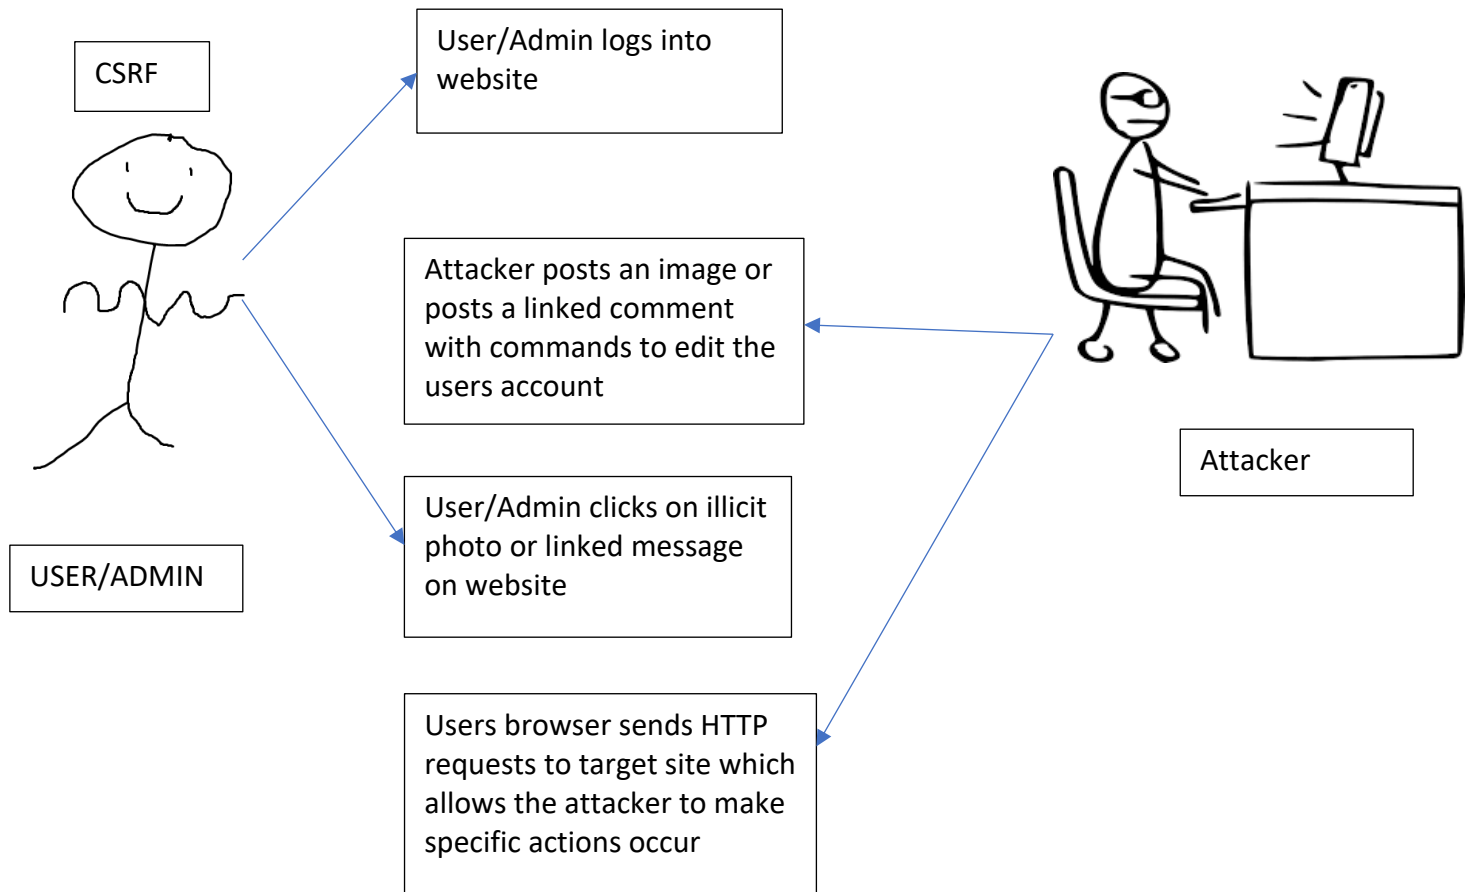 CSRF
User/Admin logs into
website
Attacker posts an image or
posts a linked comment
with commands to edit the
users account
Attacker
User/Admin clicks on illicit
photo or linked message
on website
USER/ADMIN
Users browser sends HTTP
requests to target site which
allows the attacker to make
specific actions occur